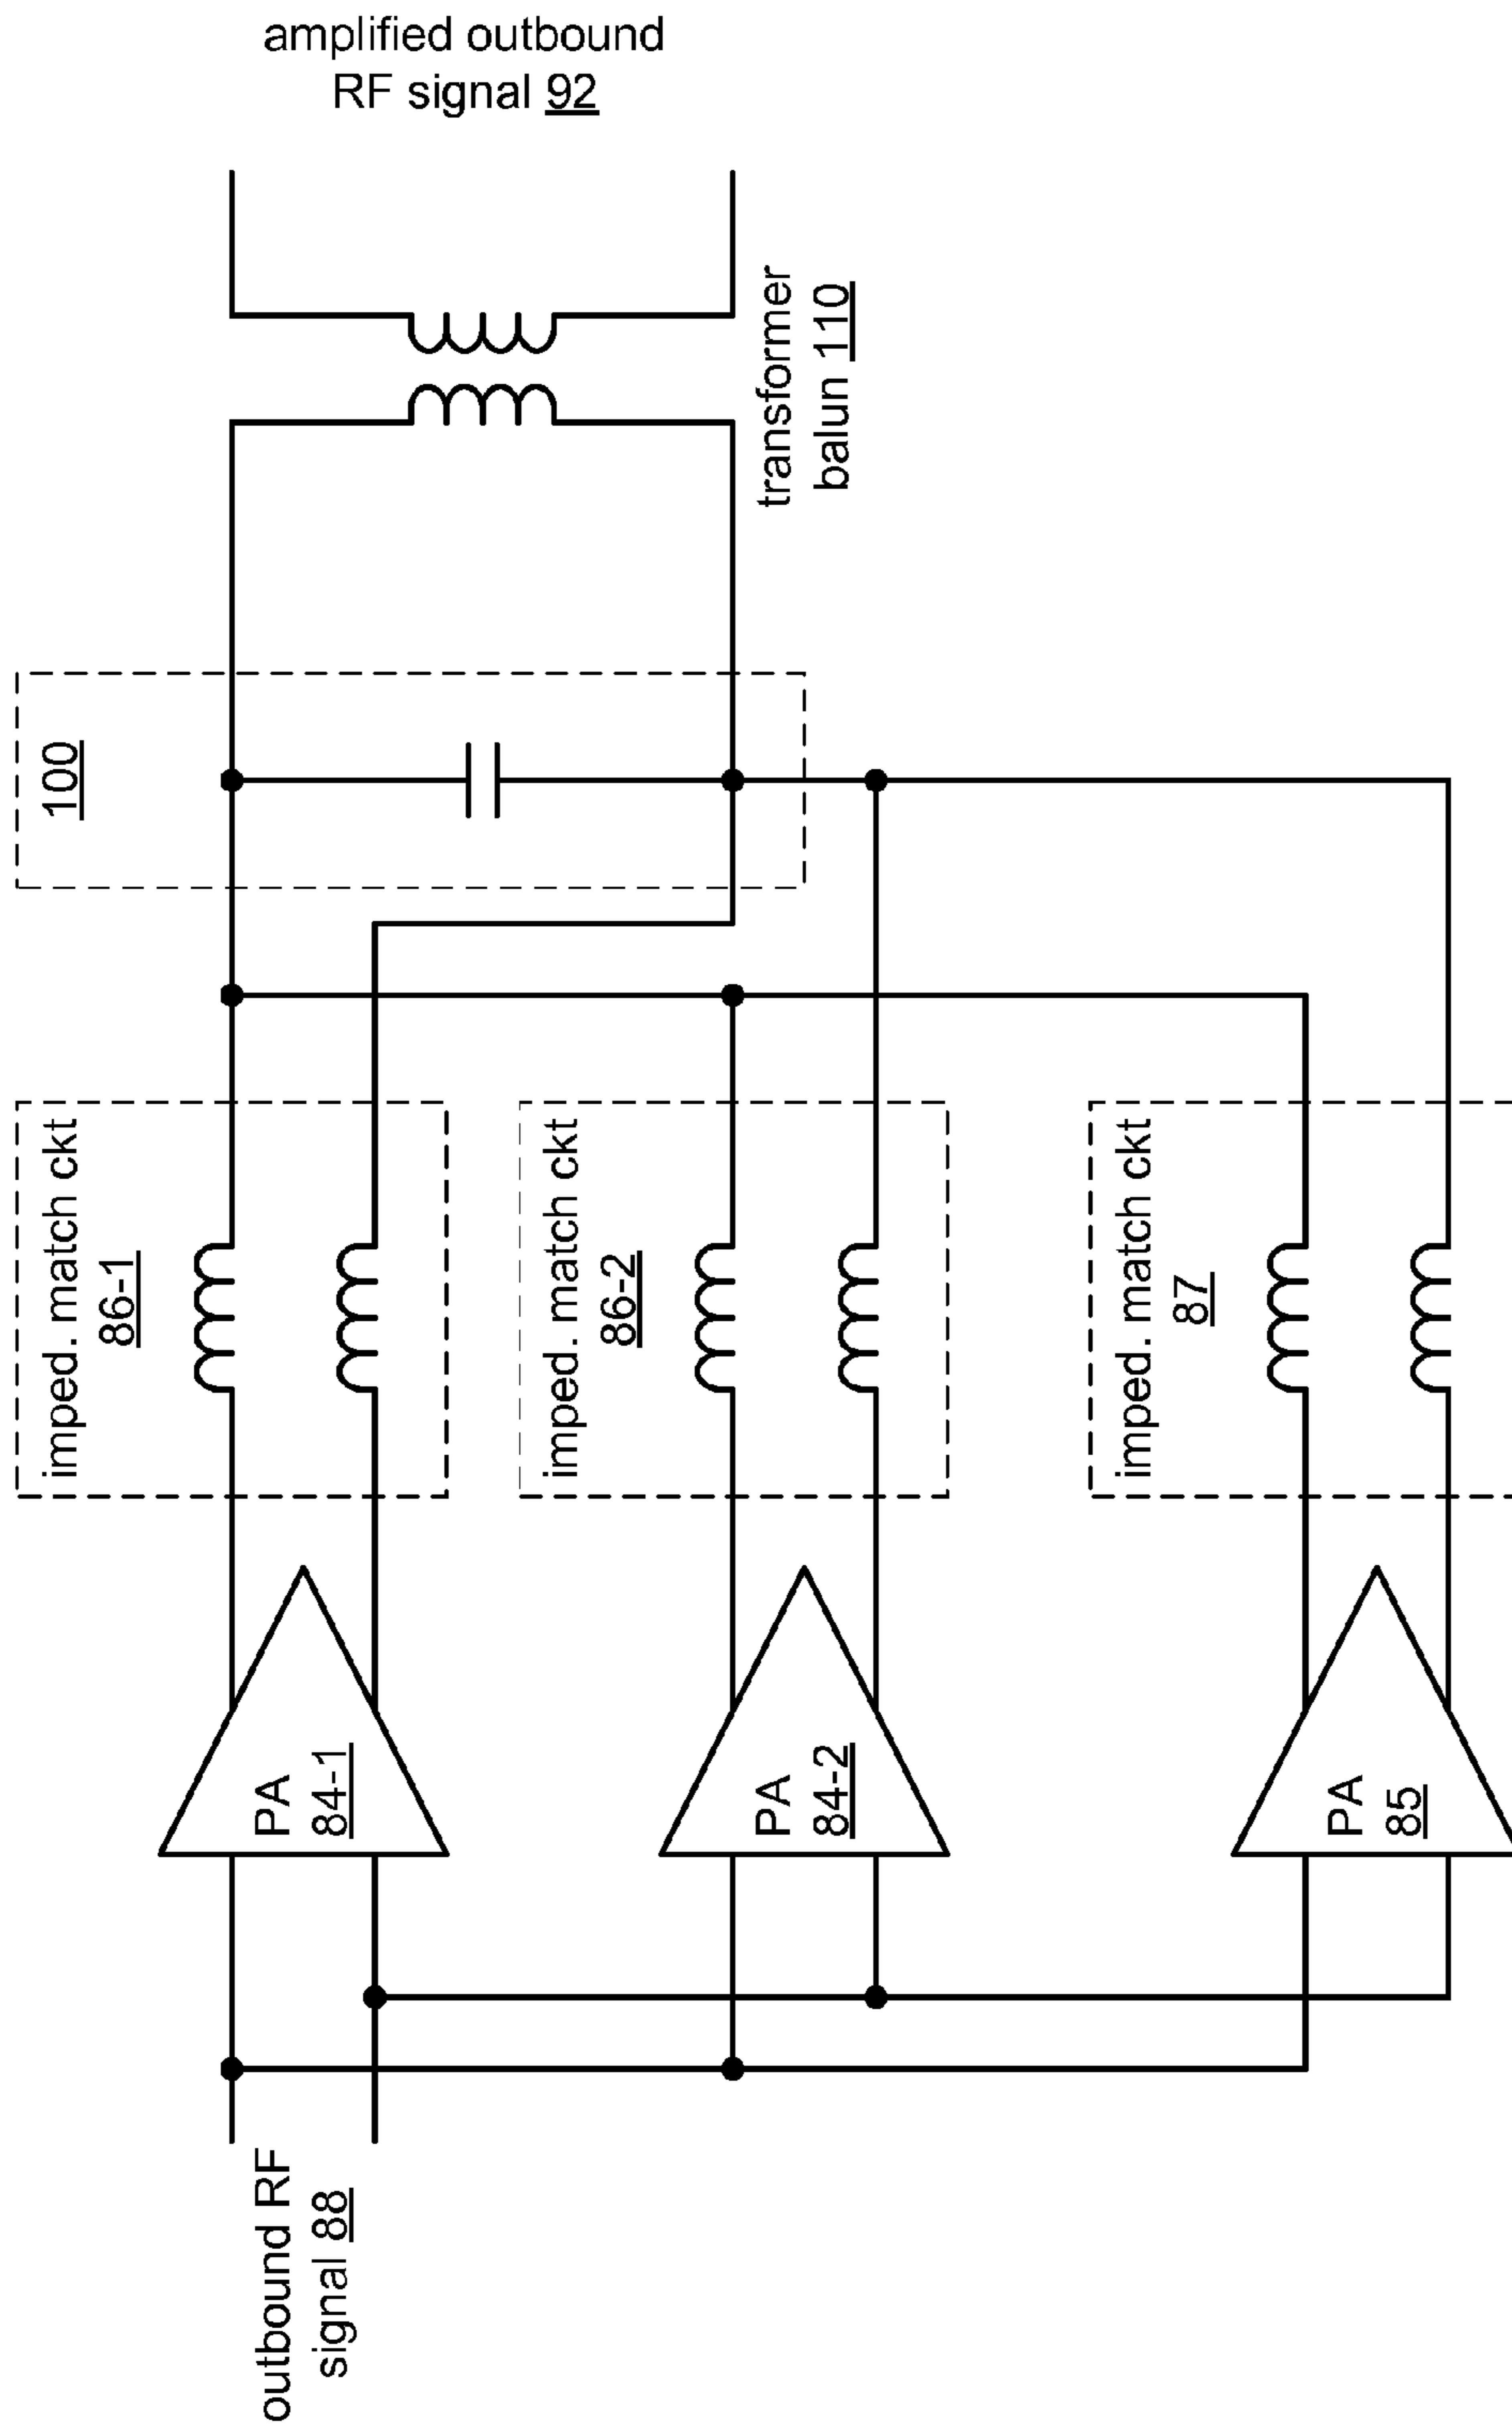 amplified outbound
RF signal 92
transformer
balun 110
100
imped. match ckt
86-1
imped. match ckt
86-2
imped. match ckt
87
PA
84-1
PA
84-2
PA
85
outbound RF
signal 88